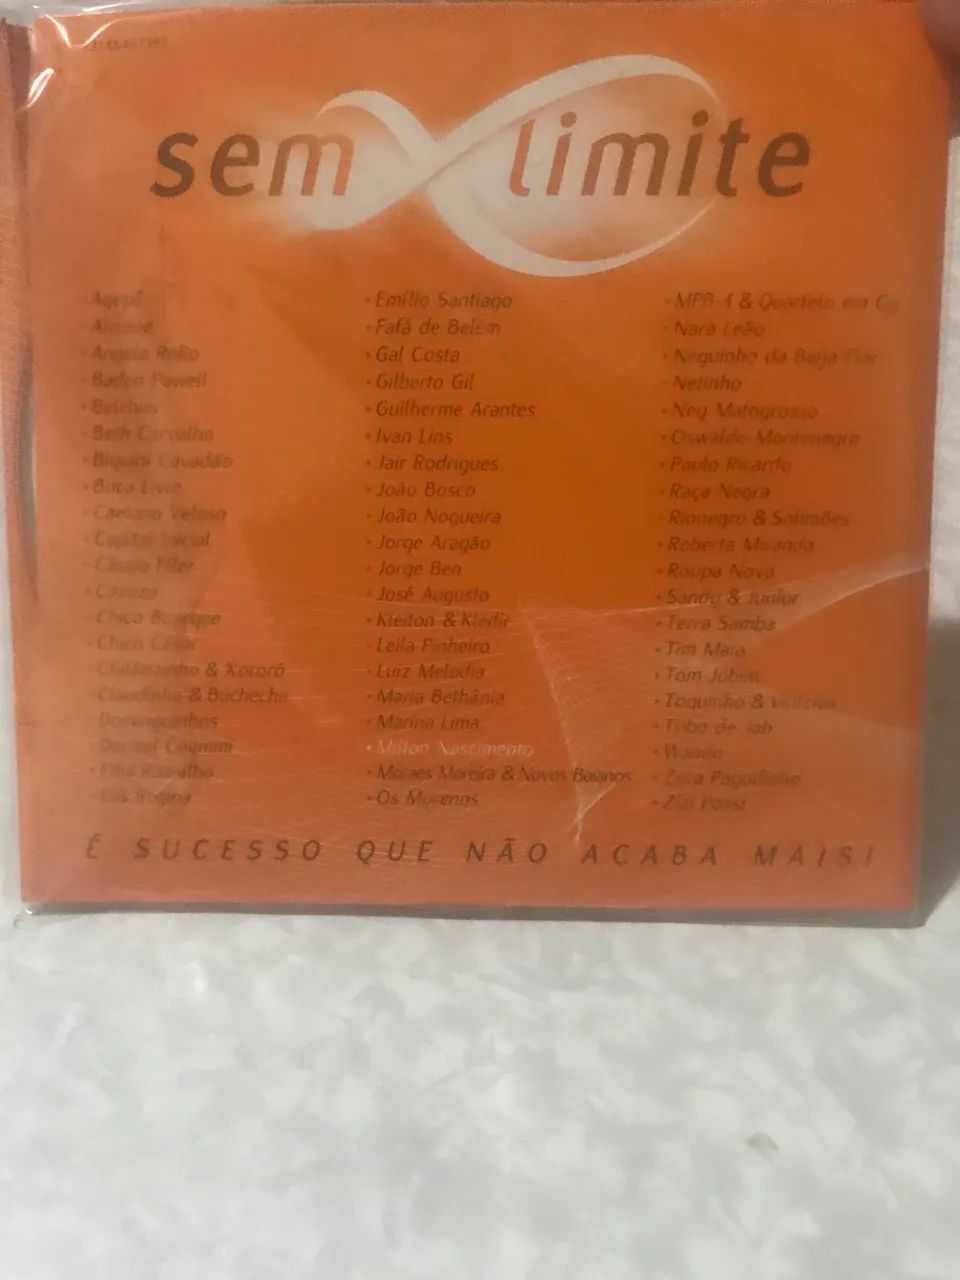 sem limite
• Agepê
• Alcione
• Angela RoRo
• Baden Powell
• Belchior
• Beth Carvalho
• Biquini Cavadão
• Boca Livre
• Caetano Veloso
• Capital Inicial
• Cássia Eller
• Cazuza
• Chico Buarque
• Chico César
• Chitãozinho & Xororó
• Claudinho & Buchecha
• Dominguinhos
• Dorival Caymmi
• Elba Ramalho
• Elis Regina
• Emílio Santiago
• Fafá de Belém
• Gal Costa
• Gilberto Gil
• Guilherme Arantes
• Ivan Lins
• Jair Rodrigues
• João Bosco
• João Nogueira
• Jorge Aragão
• Jorge Ben
• José Augusto
• Kleiton & Kledir
• Leila Pinheiro
• Luiz Melodia
• Maria Bethânia
• Marina Lima
• Milton Nascimento
• Moraes Moreira & Novos Baianos
• Os Morenos
• MPB-4 & Quarteto em Cy
• Nara Leão
• Neguinho da Beija-Flor
• Netinho
• Ney Matogrosso
• Oswaldo Montenegro
• Paulo Ricardo
• Raça Negra
• Rionegro & Solimões
• Roberta Miranda
• Roupa Nova
• Sandy & Junior
• Terra Samba
• Tim Maia
• Tom Jobim
• Toquinho & Vinícius
• Tribo de Jah
• Wando
• Zeca Pagodinho
• Zizi Possi
É SUCESSO QUE NÃO ACABA MAIS!